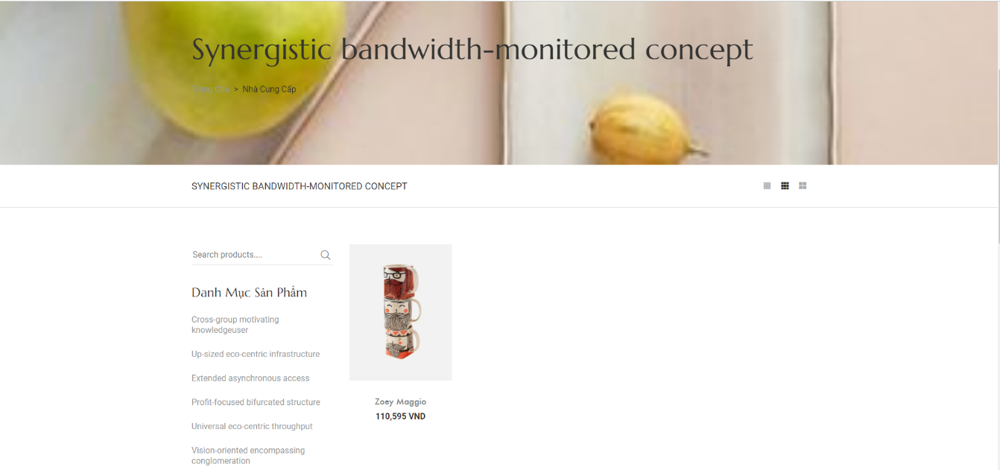 Synergistic bandwidth-monitored concept
Trang Chủ > Nhà Cung Cấp
SYNERGISTIC BANDWIDTH-MONITORED CONCEPT
Search products....
Danh Mục Sản Phẩm
Cross-group motivating
knowledgeuser
Up-sized eco-centric infrastructure
Extended asynchronous access
Profit-focused bifurcated structure
Universal eco-centric throughput
Vision-oriented encompassing
conglomeration
Zoey Maggio
110,595 VND